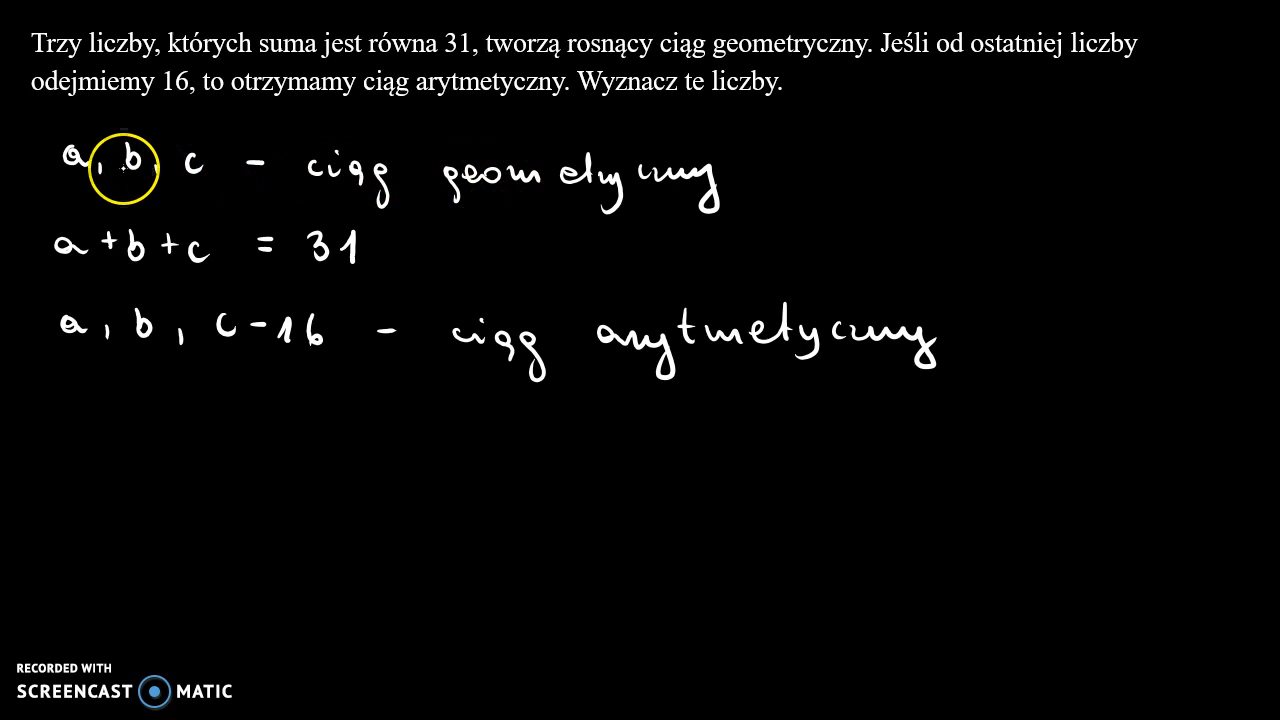 Trzy liczby, których suma jest równa 31, tworzą rosnący ciąg geometryczny. Jeśli od ostatniej liczby
odejmiemy 16, to otrzymamy ciąg arytmetyczny. Wyznacz te liczby.
a, b, c - ciąg geometryczny
a + b + c = 31
a, b, c - 16 - ciąg arytmetyczny
RECORDED WITH
SCREENCAST MATIC